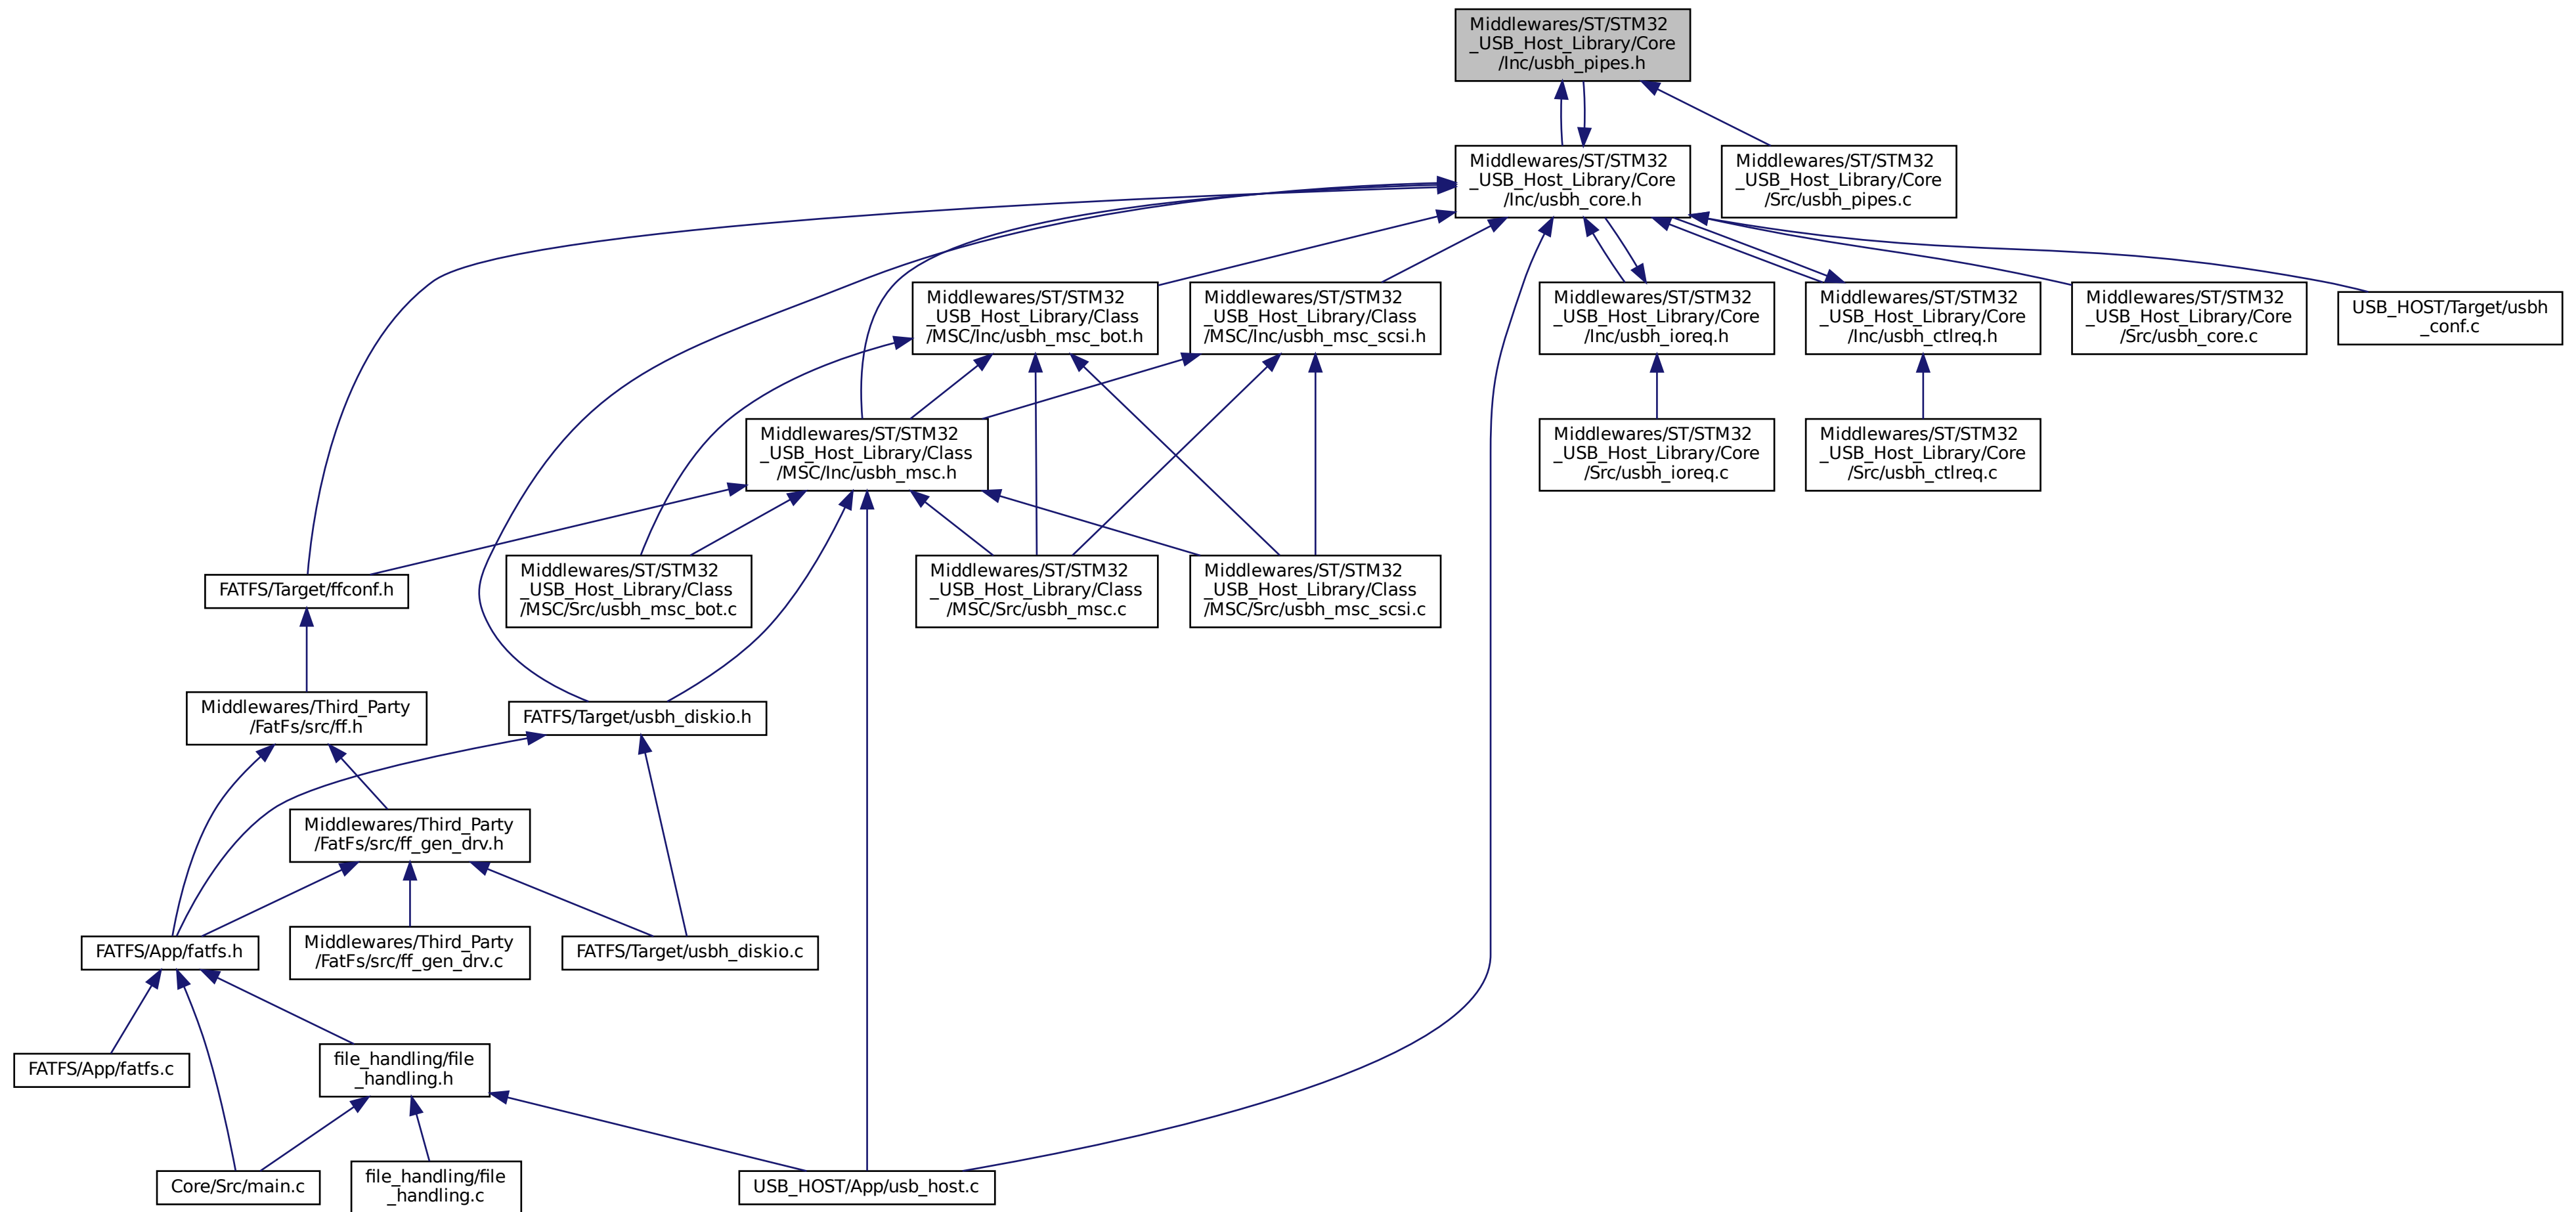 Middlewares/ST/STM32
_USB_Host_Library/Core
/Inc/usbh_pipes.h
Middlewares/ST/STM32
_USB_Host_Library/Core
/Inc/usbh_core.h
Middlewares/ST/STM32
_USB_Host_Library/Core
/Src/usbh_pipes.c
Middlewares/ST/STM32
_USB_Host_Library/Class
/MSC/Inc/usbh_msc_bot.h
Middlewares/ST/STM32
_USB_Host_Library/Class
/MSC/Inc/usbh_msc_scsi.h
Middlewares/ST/STM32
_USB_Host_Library/Core
/Inc/usbh_ioreq.h
Middlewares/ST/STM32
_USB_Host_Library/Core
/Inc/usbh_ctlreq.h
Middlewares/ST/STM32
_USB_Host_Library/Core
/Src/usbh_core.c
USB_HOST/Target/usbh
_conf.c
Middlewares/ST/STM32
_USB_Host_Library/Class
/MSC/Inc/usbh_msc.h
Middlewares/ST/STM32
_USB_Host_Library/Core
/Src/usbh_ioreq.c
Middlewares/ST/STM32
_USB_Host_Library/Core
/Src/usbh_ctlreq.c
FATFS/Target/ffconf.h
Middlewares/ST/STM32
_USB_Host_Library/Class
/MSC/Src/usbh_msc_bot.c
Middlewares/ST/STM32
_USB_Host_Library/Class
/MSC/Src/usbh_msc.c
Middlewares/ST/STM32
_USB_Host_Library/Class
/MSC/Src/usbh_msc_scsi.c
Middlewares/Third_Party
/FatFs/src/ff.h
FATFS/Target/usbh_diskio.h
Middlewares/Third_Party
/FatFs/src/ff_gen_drv.h
FATFS/App/fatfs.h
Middlewares/Third_Party
/FatFs/src/ff_gen_drv.c
FATFS/Target/usbh_diskio.c
FATFS/App/fatfs.c
file_handling/file
_handling.h
Core/Src/main.c
file_handling/file
_handling.c
USB_HOST/App/usb_host.c